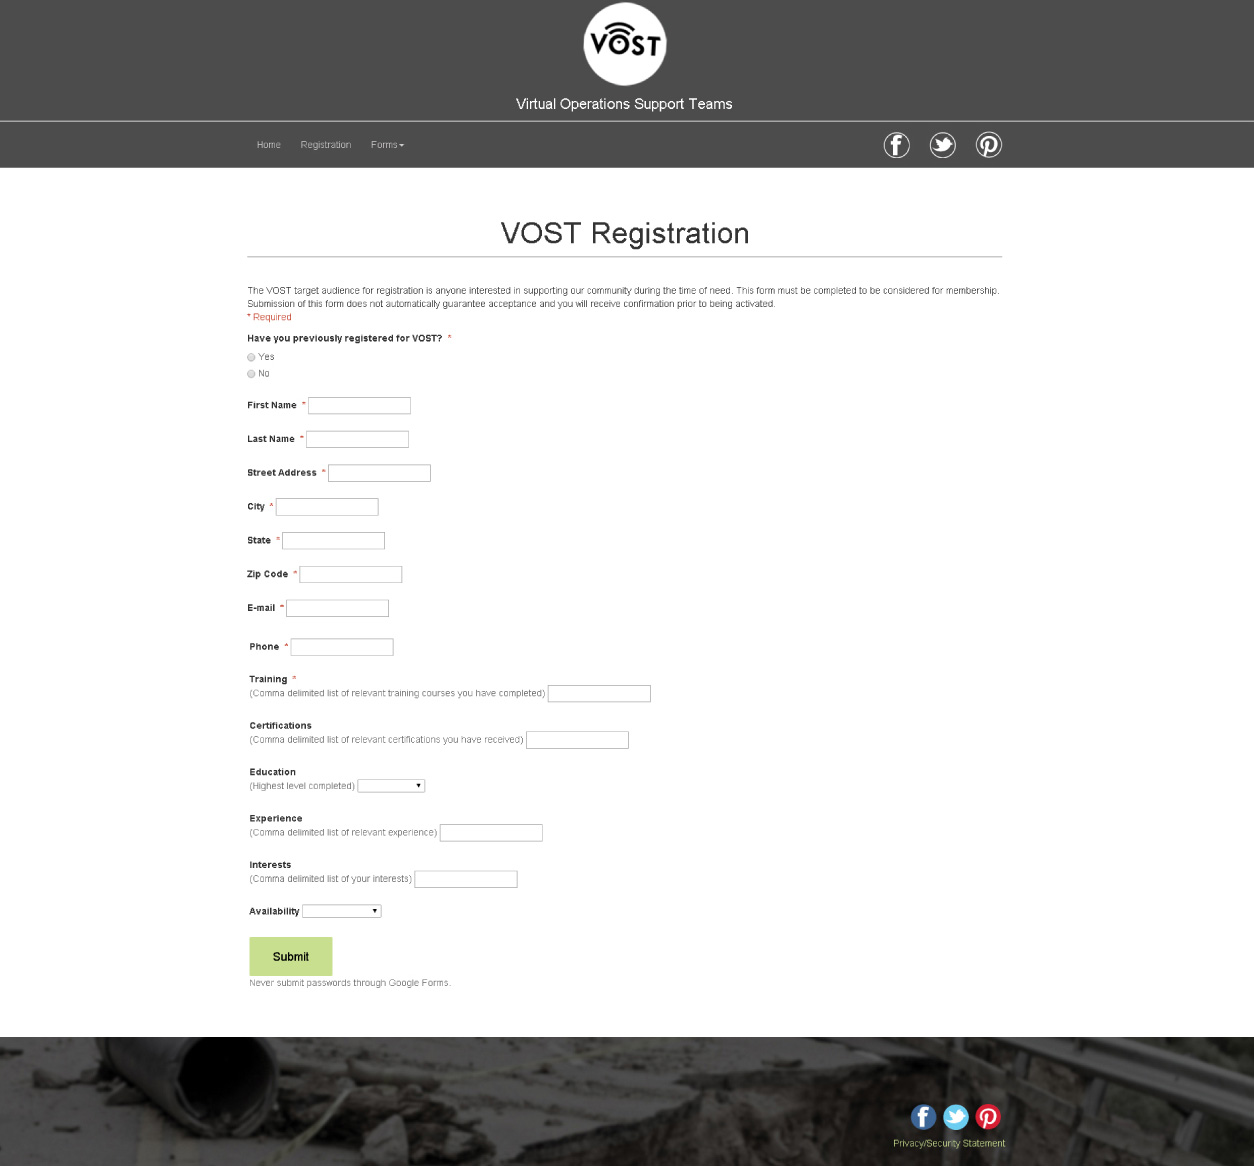 VOST
Virtual Operations Support Teams
Home Registration Forms
VOST Registration
The VOST target audience for registration is anyone interested in supporting our community during the time of need. This form must be completed to be considered for membership.
Submission of this form does not automatically guarantee acceptance and you will receive confirmation prior to being activated.
* Required
Have you previously registered for VOST? *
Yes
No
First Name *
Last Name *
Street Address *
City *
State *
Zip Code *
E-mail *
Phone *
Training *
(Comma delimited list of relevant training courses you have completed)
Certifications
(Comma delimited list of relevant certifications you have received)
Education
(Highest level completed)
Experience
(Comma delimited list of relevant experience)
Interests
(Comma delimited list of your interests)
Availability
Submit
Never submit passwords through Google Forms.
Privacy/Security Statement